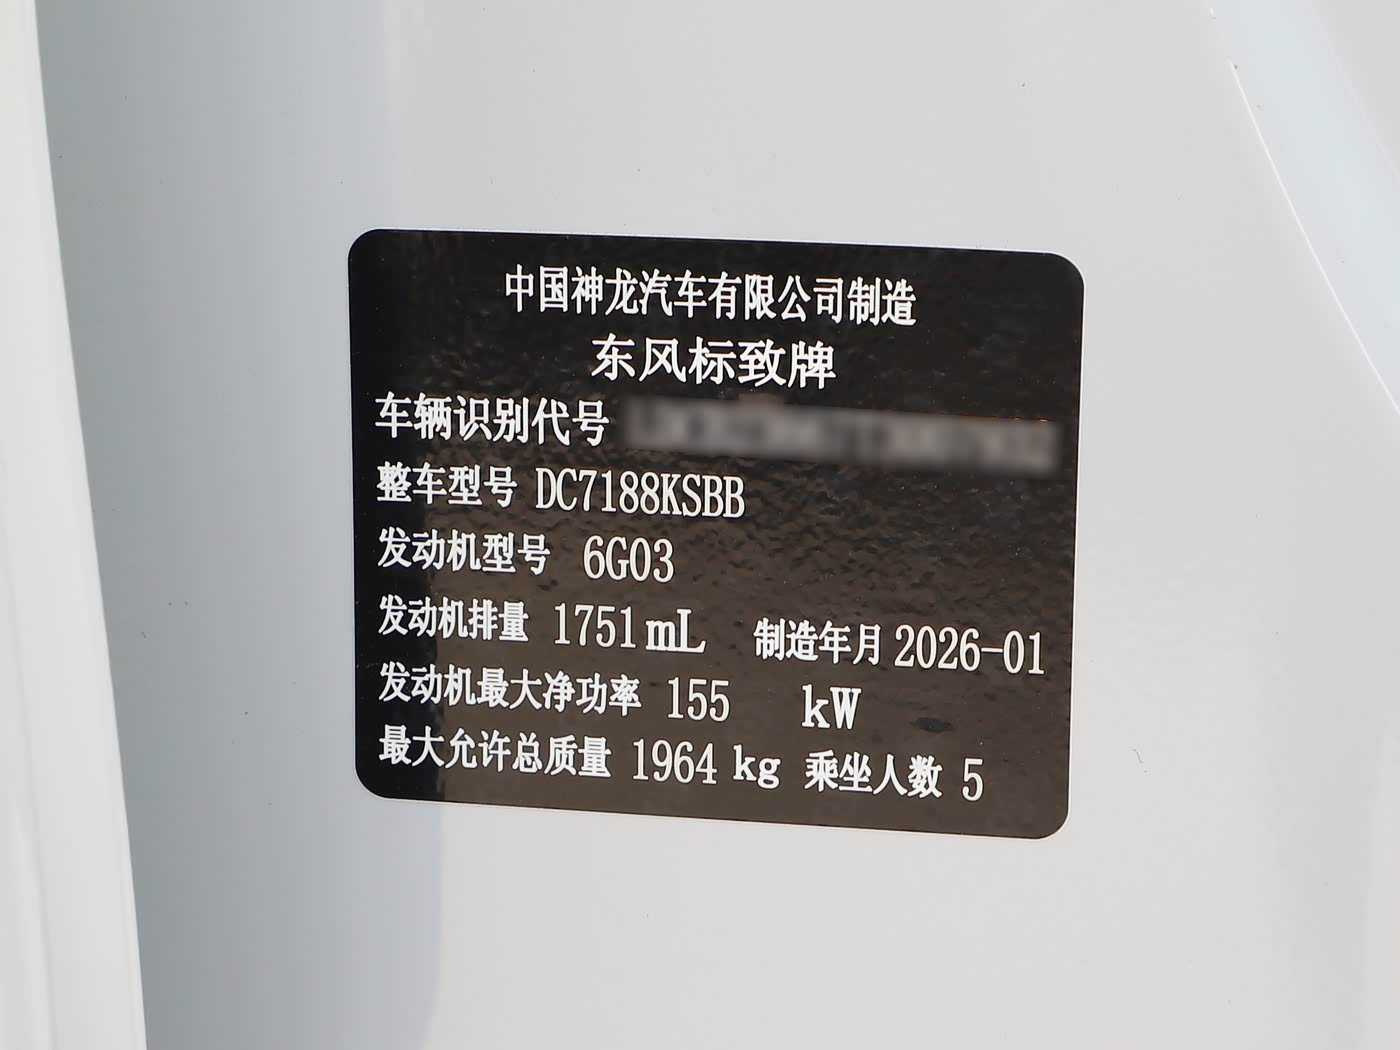 中国神龙汽车有限公司制造
东风标致牌
车辆识别代号
整车型号 DC7188KSBB
发动机型号 6G03
发动机排量 1751mL 制造年月 2026-01
发动机最大净功率 155 kW
最大允许总质量 1964 kg 乘坐人数 5